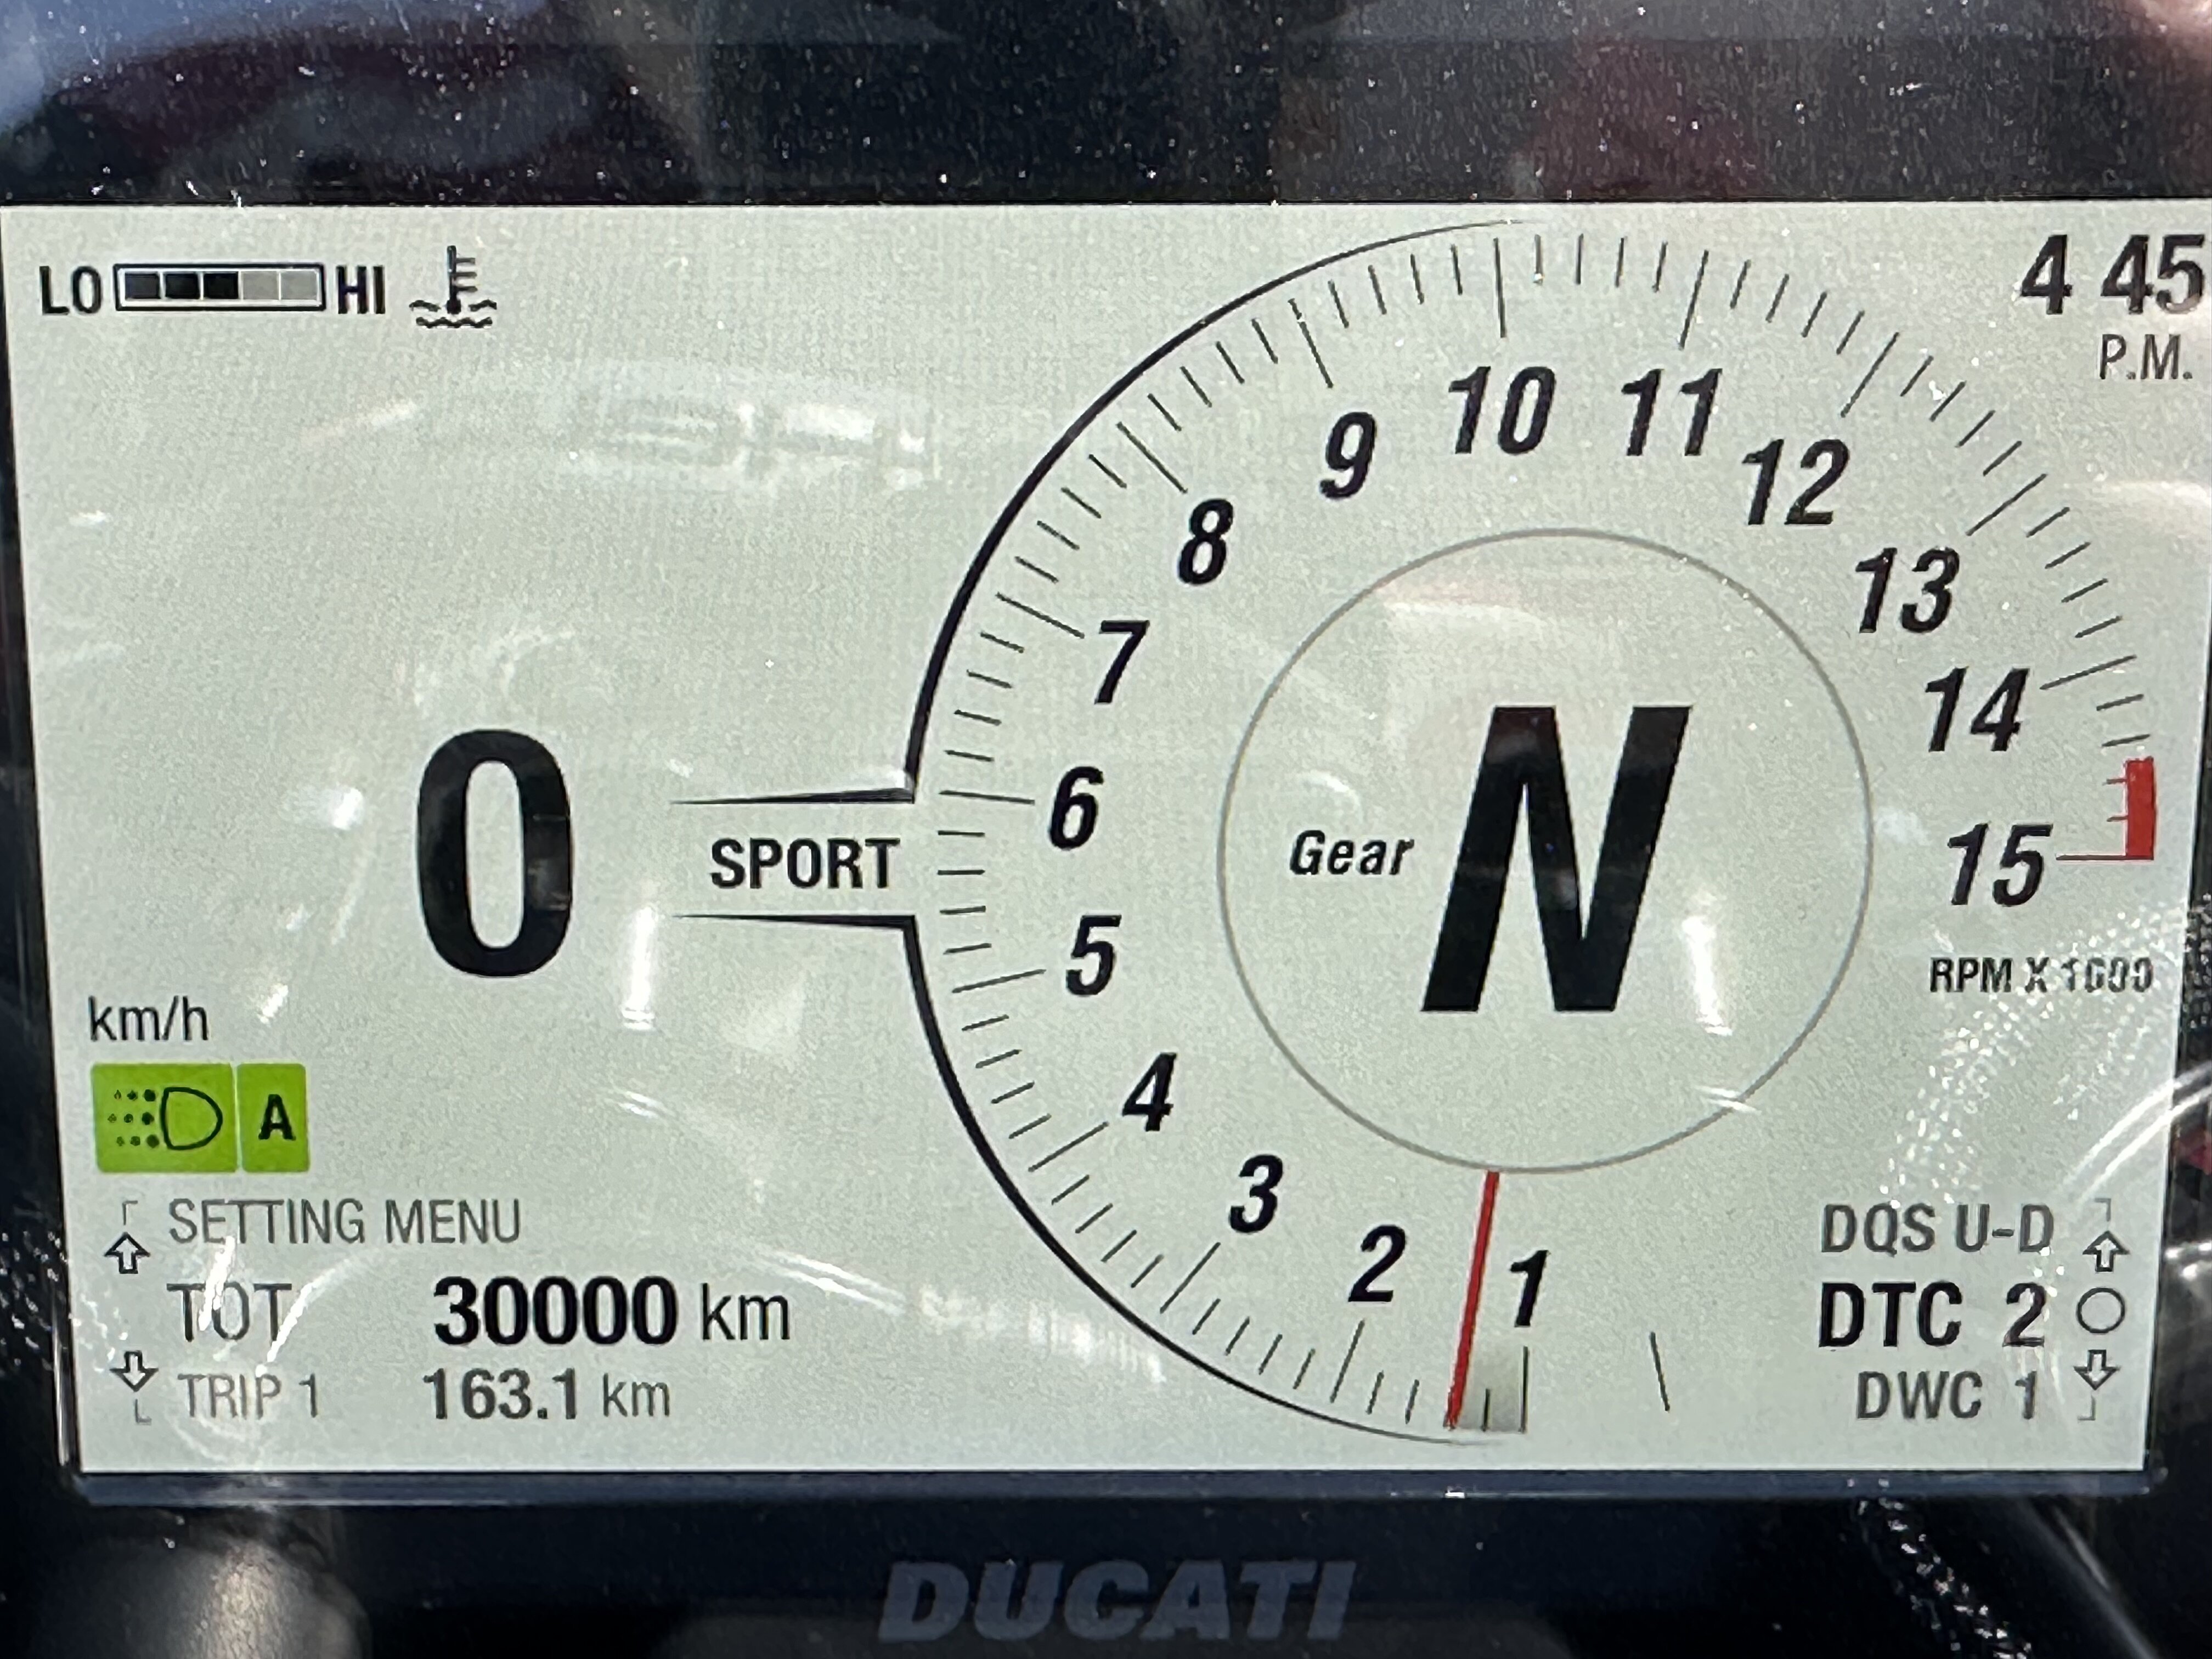 LO HI
4 45
P.M.
10 11
9 12
8 13
7 14
6 15
0
SPORT
Gear N
5
RPM X 1000
km/h
4
A
3
2 1
SETTING MENU
TOT 30000 km
TRIP 1 163.1 km
DQS U-D
DTC 2
DWC 1
DUCATI